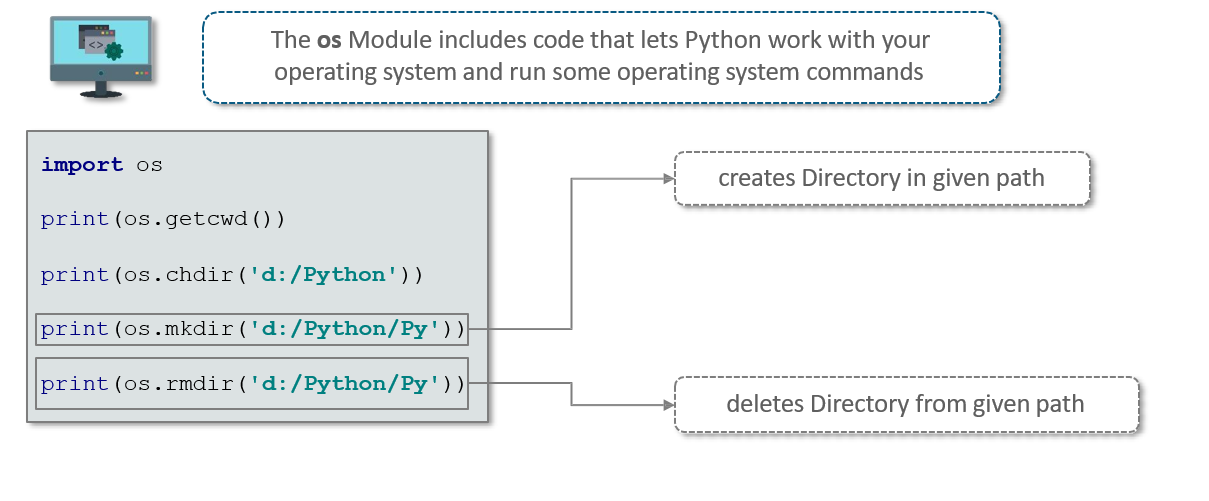 The os Module includes code that lets Python work with your
operating system and run some operating system commands
import os
print(os.getcwd())
print(os.chdir('d:/Python'))
print(os.mkdir('d:/Python/Py'))
print(os.rmdir('d:/Python/Py'))
creates Directory in given path
deletes Directory from given path